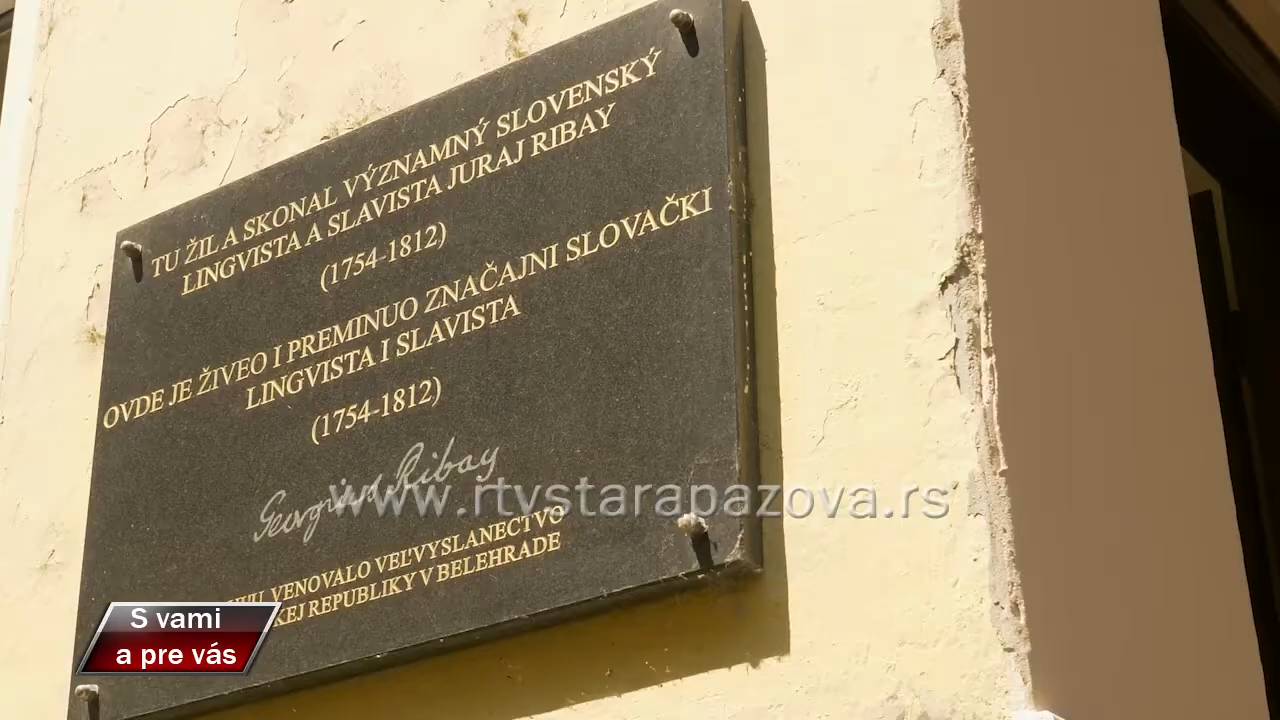 TU ŽIL A SKONAL VÝZNAMNÝ SLOVENSKÝ
LINGVISTA A SLAVISTA JURAJ RIBAY
(1754-1812)
OVDE JE ŽIVEO I PREMINUO ZNAČAJNI SLOVAČKI
LINGVISTA I SLAVISTA
(1754-1812)
Georgius Ribay
www.rtvstarapazova.rs
VENOVALO VEĽVYSLANECTVO
REPUBLIKY V BELEHRADE
S vami
a pre vás